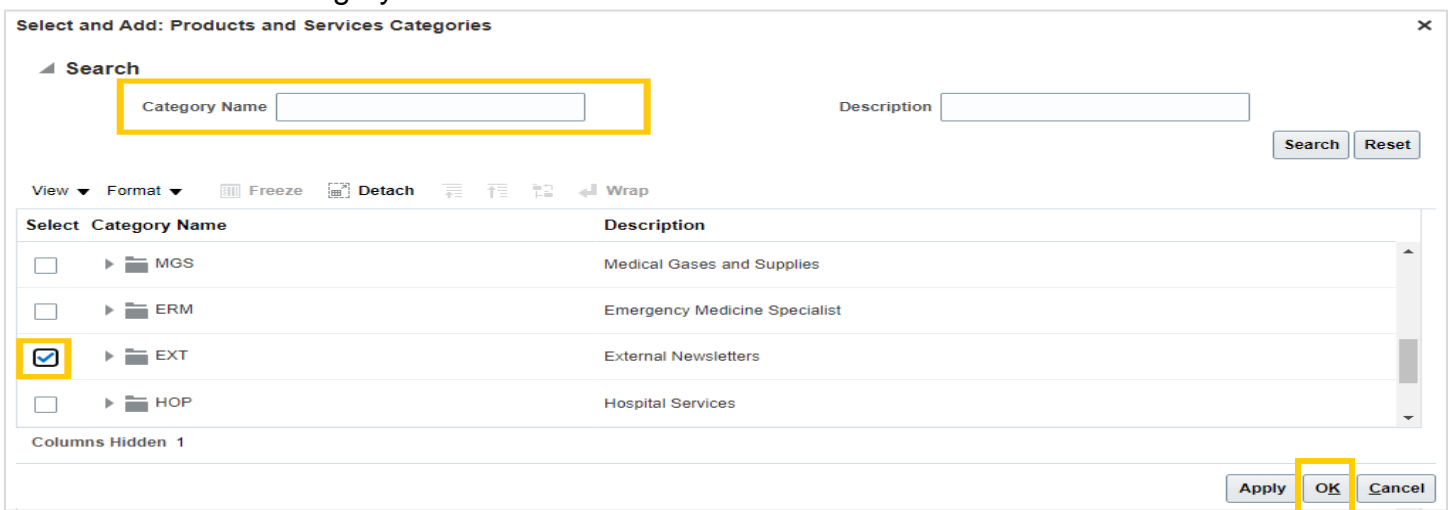 Select and Add: Products and Services Categories
Search
Category Name Description
Search Reset
View Format Freeze Detach Wrap
Select Category Name Description
MGS Medical Gases and Supplies
ERM Emergency Medicine Specialist
EXT External Newsletters
HOP Hospital Services
Columns Hidden 1
Apply OK Cancel